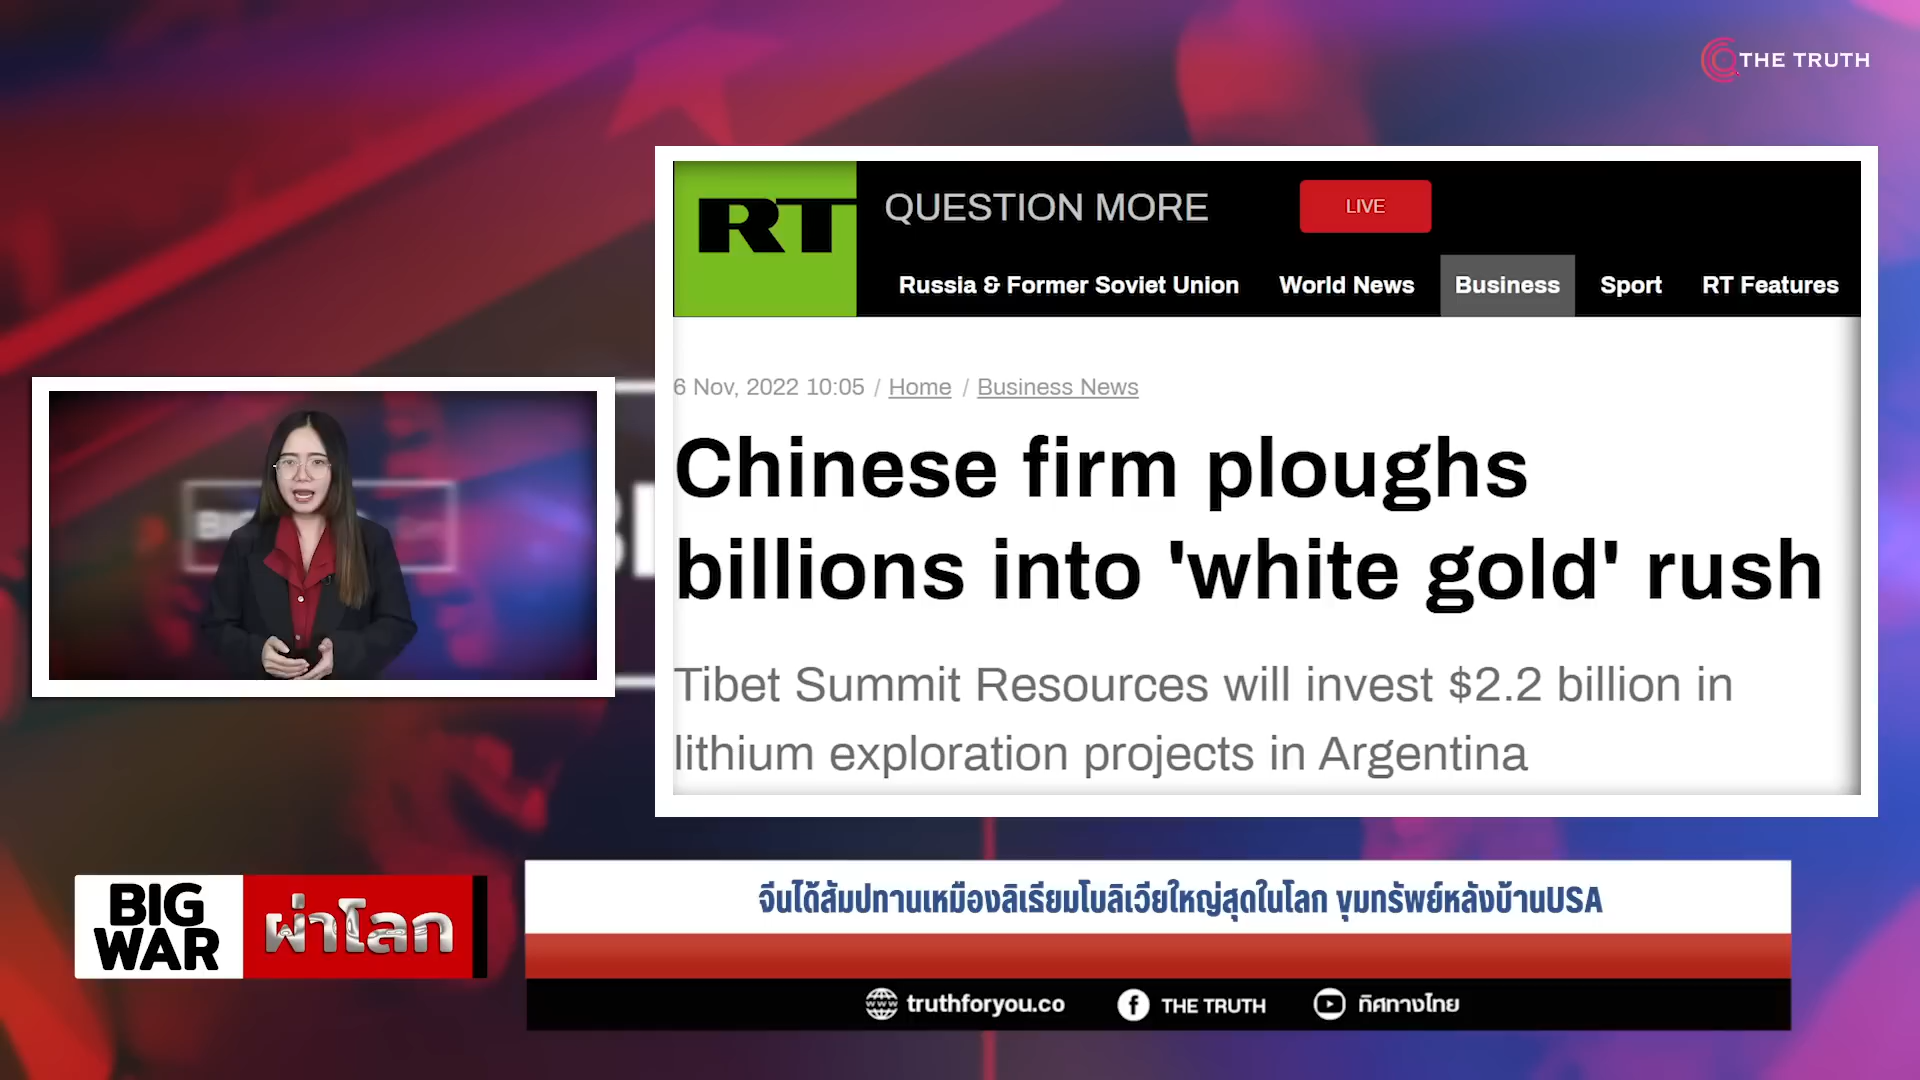 THE TRUTH
RT
QUESTION MORE
LIVE
Russia & Former Soviet Union
World News
Business
Sport
RT Features
6 Nov, 2022 10:05 / Home / Business News
Chinese firm ploughs
billions into 'white gold' rush
Tibet Summit Resources will invest $2.2 billion in
lithium exploration projects in Argentina
BIG
WAR
ผ่าโลก
จีนได้สัมปทานเหมืองลิเธียมโบลิเวียใหญ่สุดในโลก ขุมทรัพย์หลังบ้านUSA
truthforyou.co
THE TRUTH
ทิศทางไทย